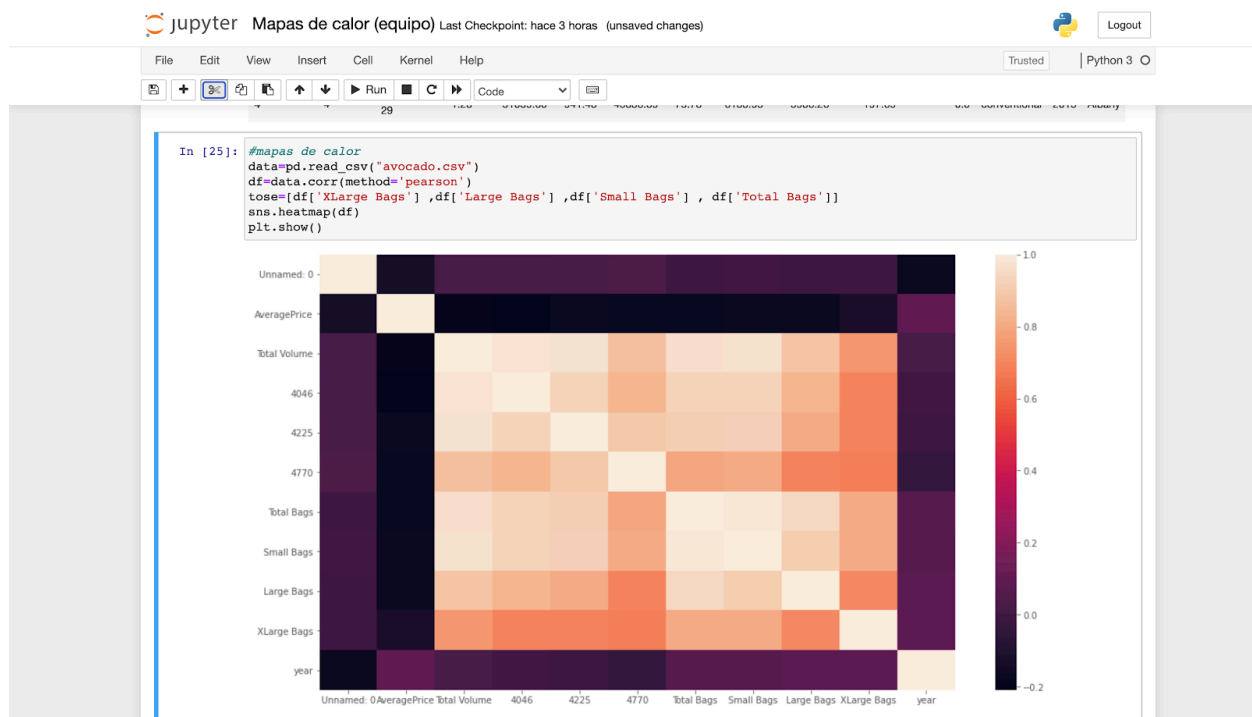 jupyter Mapas de calor (equipo) Last Checkpoint: hace 3 horas (unsaved changes)
Logout
File Edit View Insert Cell Kernel Help
Trusted Python 3
Run Code
29
In [25]: #mapas de calor
data=pd.read_csv("avocado.csv")
df=data.corr(method='pearson')
tose=[df['XLarge Bags'] ,df['Large Bags'] ,df['Small Bags'] , df['Total Bags']]
sns.heatmap(df)
plt.show()
Unnamed: 0
AveragePrice
Total Volume
4046
4225
4770
Total Bags
Small Bags
Large Bags
XLarge Bags
year
Unnamed: 0 AveragePrice Total Volume 4046 4225 4770 Total Bags Small Bags Large Bags XLarge Bags year
1.0
0.8
0.6
0.4
0.2
0.0
-0.2